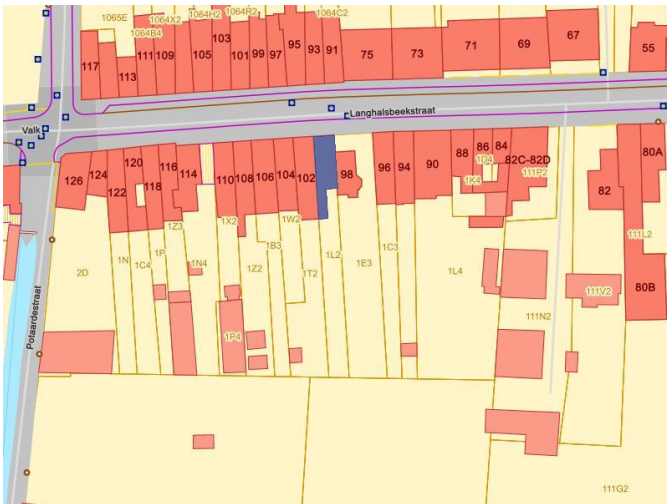 1065E
1064X2
1064H2
1064R2
1064C2
1064B4
103
95
93
91
67
117
113
111
109
105
101
99
97
75
73
71
69
55
Langhalsbeekstraat
Valk
126
124
122
120
118
116
114
110
108
106
104
102
98
96
94
90
88
86
84
82C-82D
82
80A
1D4
1K4
111P2
111L2
80B
2D
1N
1C4
1P
1Z3
1N4
1X2
1Z2
1B3
1W2
1T2
1L2
1E3
1C3
1L4
111N2
111V2
1P4
Potaardestraat
111G2